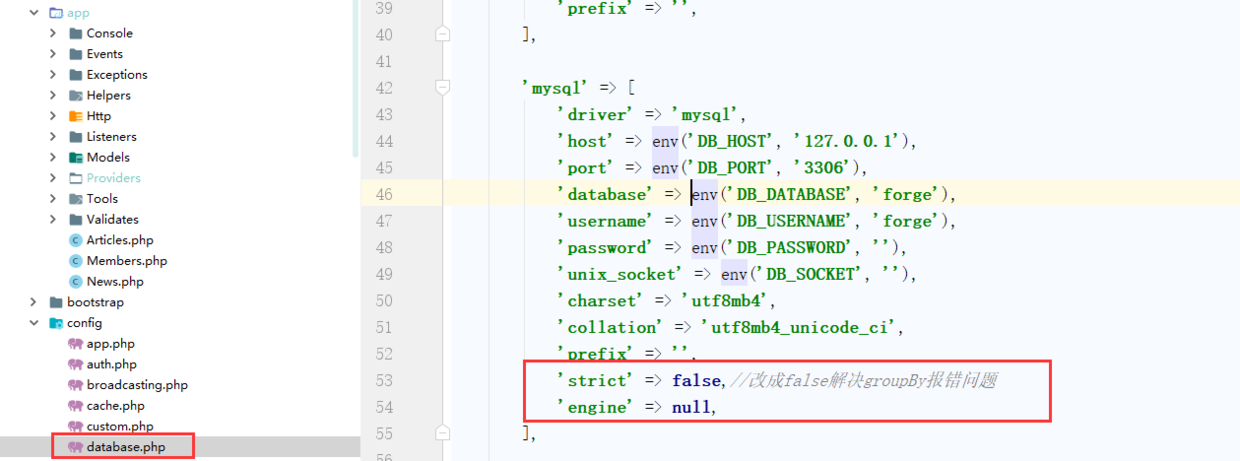 app
Console
Events
Exceptions
Helpers
Http
Listeners
Models
Providers
Tools
Validates
Articles.php
Members.php
News.php
bootstrap
config
app.php
auth.php
broadcasting.php
cache.php
custom.php
database.php
39 'prefix' => '',
40 ],
41
42 'mysql' => [
43 'driver' => 'mysql',
44 'host' => env('DB_HOST', '127.0.0.1'),
45 'port' => env('DB_PORT', '3306'),
46 'database' => env('DB_DATABASE', 'forge'),
47 'username' => env('DB_USERNAME', 'forge'),
48 'password' => env('DB_PASSWORD', ''),
49 'unix_socket' => env('DB_SOCKET', ''),
50 'charset' => 'utf8mb4',
51 'collation' => 'utf8mb4_unicode_ci',
52 'prefix' => '',
53 'strict' => false,//改成false解决groupBy报错问题
54 'engine' => null,
55 ],
56